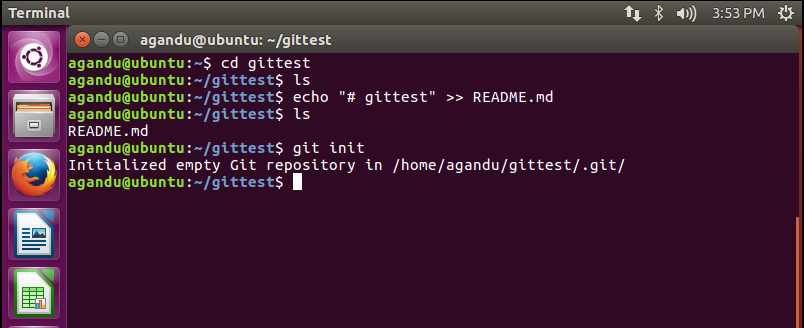 Terminal
3:53 PM
agandu@ubuntu: ~/gittest
agandu@ubuntu:~$ cd gittest
agandu@ubuntu:~/gittest$ ls
agandu@ubuntu:~/gittest$ echo "# gittest" >> README.md
agandu@ubuntu:~/gittest$ ls
README.md
agandu@ubuntu:~/gittest$ git init
Initialized empty Git repository in /home/agandu/gittest/.git/
agandu@ubuntu:~/gittest$